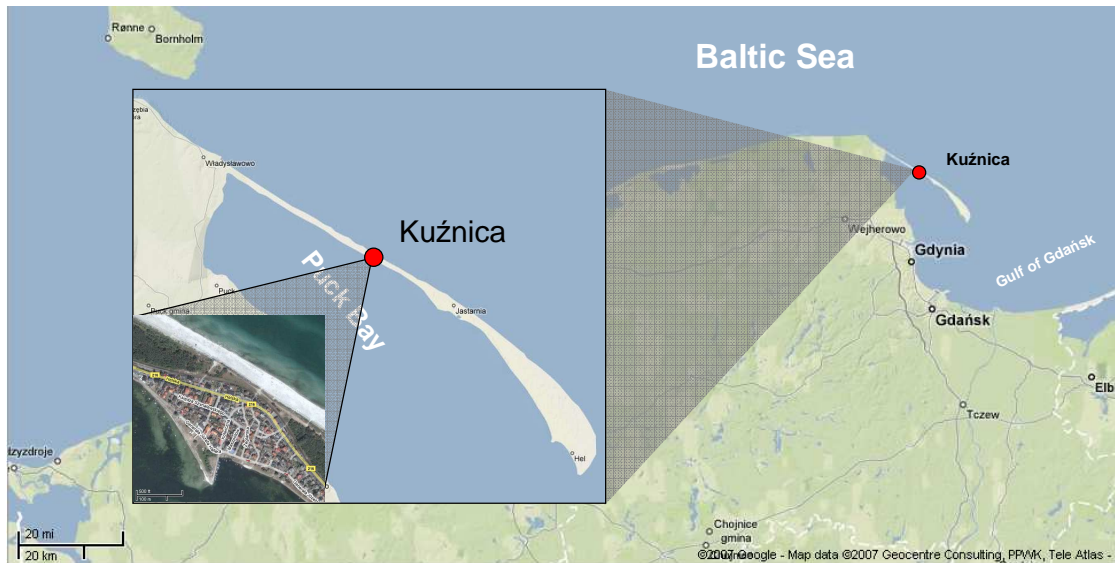 Rønne
Bornholm
Baltic Sea
Władysławowo
Kuźnica
Kuźnica
Wejherowo
Gdynia
Gulf of Gdańsk
Puck Bay
Puck
Puck gmina
Jastarnia
Gdańsk
Elb
Tczew
Hel
dzyzdroje
20 mi
20 km
Chojnice
gmina
©2007 Google - Map data ©2007 Geocentre Consulting, PPWK, Tele Atlas -